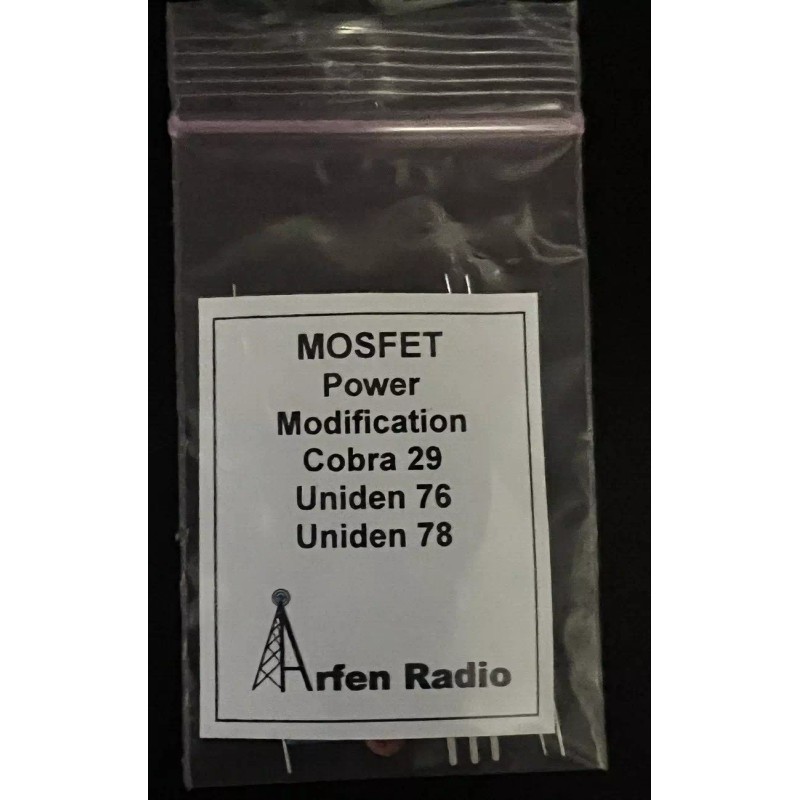 MOSFET
Power
Modification
Cobra 29
Uniden 76
Uniden 78
Arfen Radio